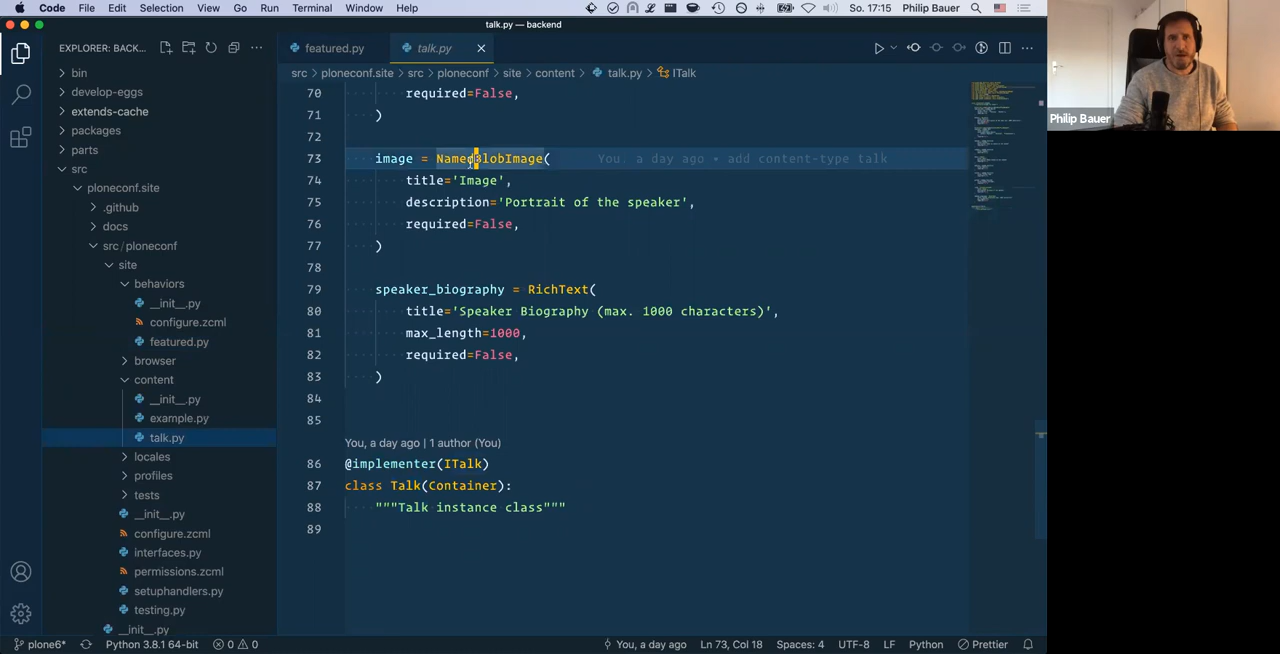 Code File Edit Selection View Go Run Terminal Window Help So. 17:15 Philip Bauer
talk.py — backend
EXPLORER: BACK...
featured.py talk.py
src > ploneconf.site > src > ploneconf > site > content > talk.py > ITalk
bin
develop-eggs
extends-cache
packages
parts
src
ploneconf.site
.github
docs
src/ploneconf
site
behaviors
__init__.py
configure.zcml
featured.py
browser
content
__init__.py
example.py
talk.py
locales
profiles
tests
__init__.py
configure.zcml
interfaces.py
permissions.zcml
setuphandlers.py
testing.py
__init__.py
70 required=False,
71 )
72
73 image = NamedBlobImage( You, a day ago • add content-type talk
74 title='Image',
75 description='Portrait of the speaker',
76 required=False,
77 )
78
79 speaker_biography = RichText(
80 title='Speaker Biography (max. 1000 characters)',
81 max_length=1000,
82 required=False,
83 )
84
85
You, a day ago | 1 author (You)
86 @implementer(ITalk)
87 class Talk(Container):
88 """Talk instance class"""
89
Philip Bauer
plone6* Python 3.8.1 64-bit 0 0 You, a day ago Ln 73, Col 18 Spaces: 4 UTF-8 LF Python Prettier